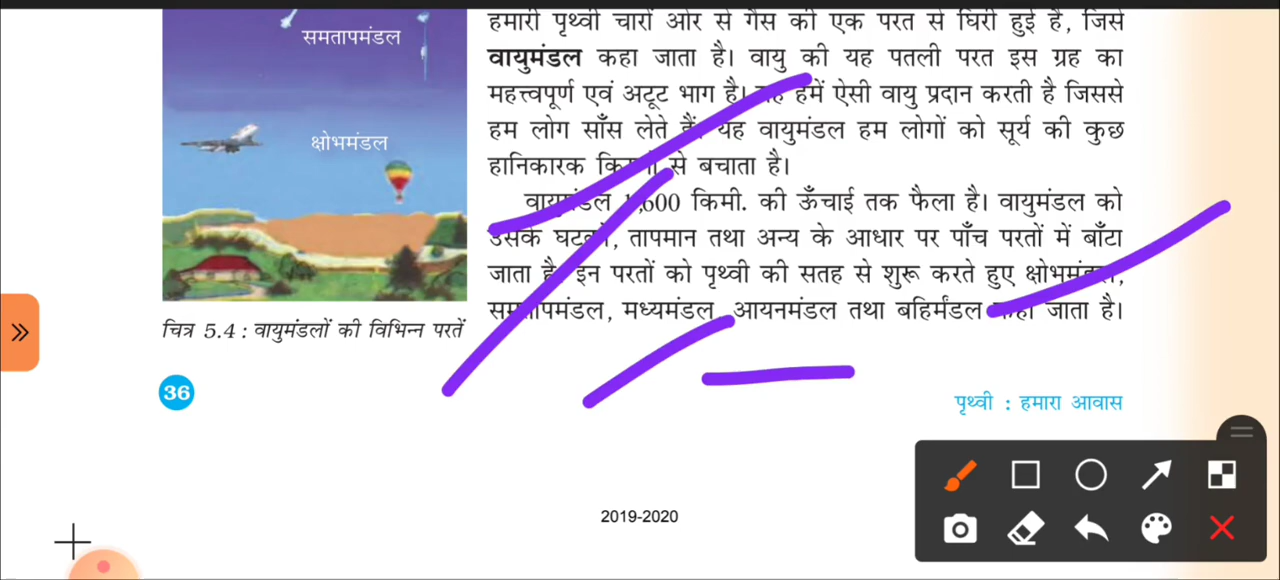 समतापमंडल
क्षोभमंडल
चित्र 5.4 : वायुमंडलों की विभिन्न परतें
36
हमारी पृथ्वी चारों ओर से गैस की एक परत से घिरी हुई है, जिसे
वायुमंडल कहा जाता है। वायु की यह पतली परत इस ग्रह का
महत्त्वपूर्ण एवं अटूट भाग है। यह हमें ऐसी वायु प्रदान करती है जिससे
हम लोग साँस लेते हैं। यह वायुमंडल हम लोगों को सूर्य की कुछ
हानिकारक किरणों से बचाता है।
वायुमंडल 1,600 किमी. की ऊँचाई तक फैला है। वायुमंडल को
उसके घटकों, तापमान तथा अन्य के आधार पर पाँच परतों में बाँटा
जाता है। इन परतों को पृथ्वी की सतह से शुरू करते हुए क्षोभमंडल,
समतापमंडल, मध्यमंडल, आयनमंडल तथा बहिर्मंडल कहा जाता है।
पृथ्वी : हमारा आवास
2019-2020